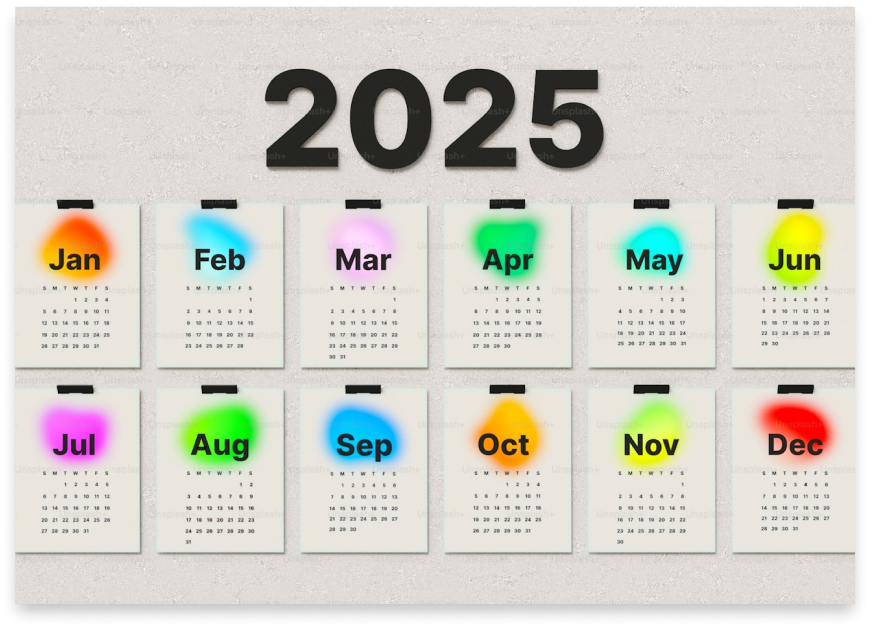 2025
Jan
S M T W T F S
1 2 3 4
5 6 7 8 9 10 11
12 13 14 15 16 17 18
19 20 21 22 23 24 25
26 27 28 29 30 31
Feb
S M T W T F S
1
2 3 4 5 6 7 8
9 10 11 12 13 14 15
16 17 18 19 20 21 22
23 24 25 26 27 28
Mar
S M T W T F S
1
2 3 4 5 6 7 8
9 10 11 12 13 14 15
16 17 18 19 20 21 22
23 24 25 26 27 28 29
30 31
Apr
S M T W T F S
1 2 3 4 5
6 7 8 9 10 11 12
13 14 15 16 17 18 19
20 21 22 23 24 25 26
27 28 29 30
May
S M T W T F S
1 2 3
4 5 6 7 8 9 10
11 12 13 14 15 16 17
18 19 20 21 22 23 24
25 26 27 28 29 30 31
Jun
S M T W T F S
1 2 3 4 5 6 7
8 9 10 11 12 13 14
15 16 17 18 19 20 21
22 23 24 25 26 27 28
29 30
Jul
S M T W T F S
1 2 3 4 5
6 7 8 9 10 11 12
13 14 15 16 17 18 19
20 21 22 23 24 25 26
27 28 29 30 31
Aug
S M T W T F S
1 2
3 4 5 6 7 8 9
10 11 12 13 14 15 16
17 18 19 20 21 22 23
24 25 26 27 28 29 30
31
Sep
S M T W T F S
1 2 3 4 5 6
7 8 9 10 11 12 13
14 15 16 17 18 19 20
21 22 23 24 25 26 27
28 29 30
Oct
S M T W T F S
1 2 3 4
5 6 7 8 9 10 11
12 13 14 15 16 17 18
19 20 21 22 23 24 25
26 27 28 29 30 31
Nov
S M T W T F S
1
2 3 4 5 6 7 8
9 10 11 12 13 14 15
16 17 18 19 20 21 22
23 24 25 26 27 28 29
30
Dec
S M T W T F S
1 2 3 4 5 6
7 8 9 10 11 12 13
14 15 16 17 18 19 20
21 22 23 24 25 26 27
28 29 30 31
Unsplash+